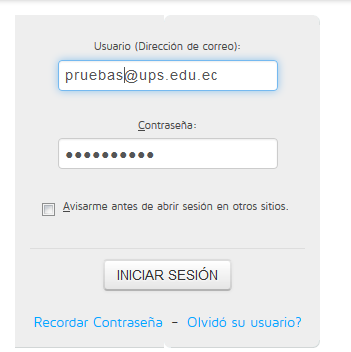 Usuario (Dirección de correo):
pruebas@ups.edu.ec
Contraseña:
●●●●●●●●●●
Avisarme antes de abrir sesión en otros sitios.
INICIAR SESIÓN
Recordar Contraseña - Olvidó su usuario?